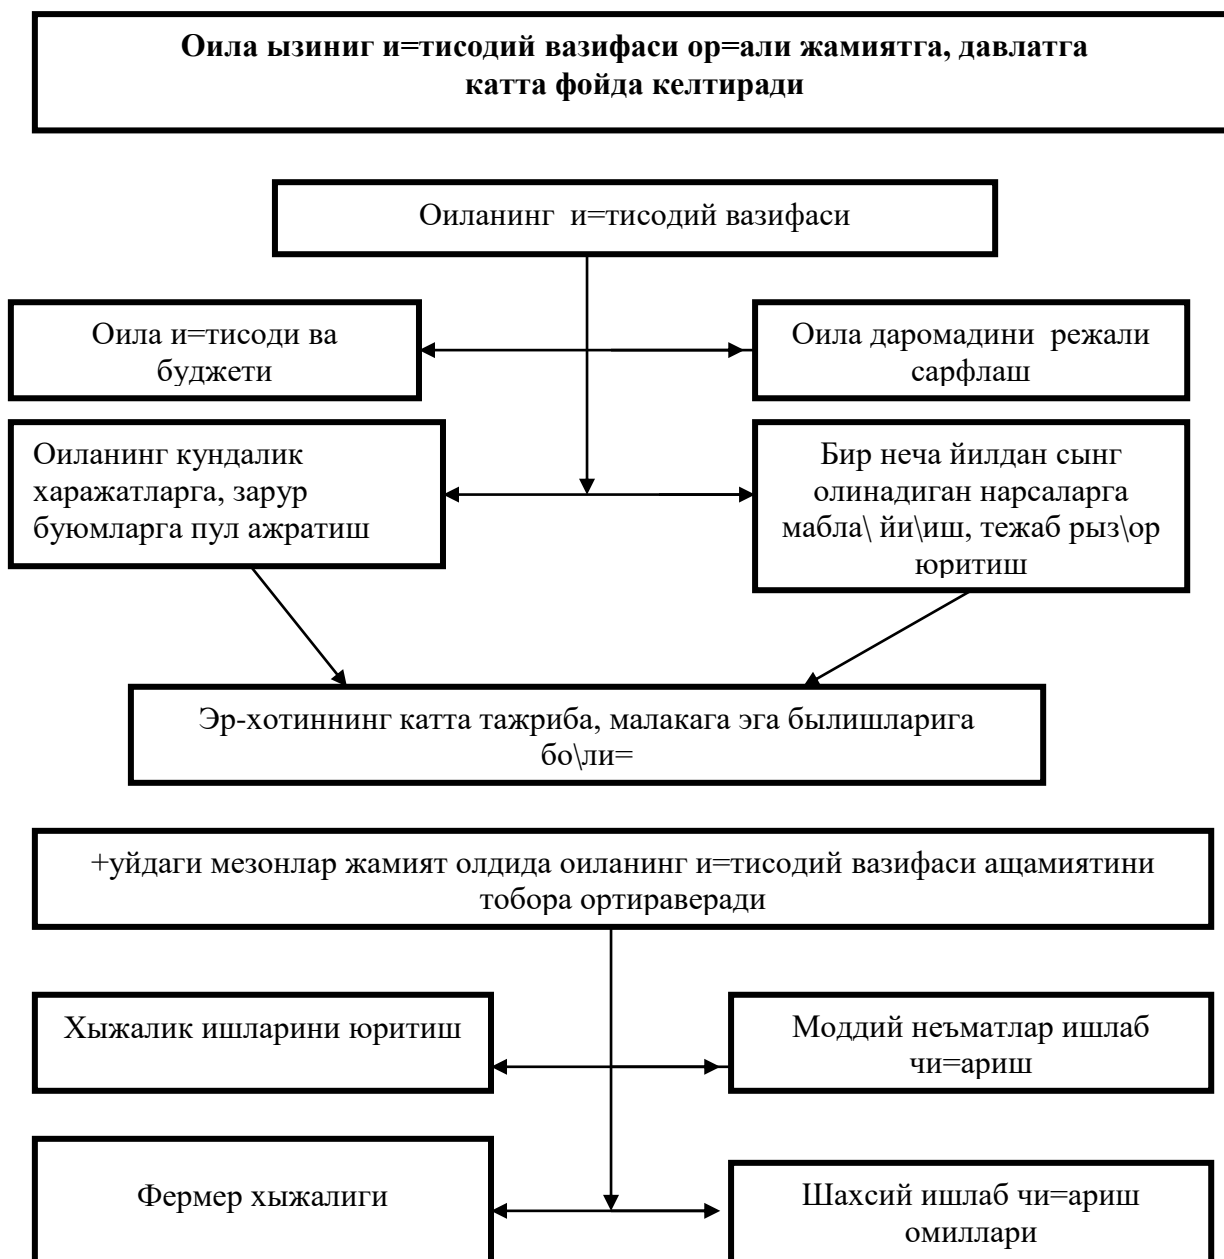 Оила ызиниг и=тисодий вазифаси ор=али жамиятга, давлатга
катта фойда келтиради
Оиланинг и=тисодий вазифаси
Оила и=тисоди ва
буджети
Оила даромадини режали
сарфлаш
Оиланинг кундалик
харажатларга, зарур
буюмларга пул ажратиш
Бир неча йилдан сынг
олинадиган нарсаларга
мабла\ йи\иш, тежаб рыз\ор
юритиш
Эр-хотиннинг катта тажриба, малакага эга былишларига
бо\ли=
+уйдаги мезонлар жамият олдида оиланинг и=тисодий вазифаси ащамиятини
тобора ортираверади
Хыжалик ишларини юритиш
Моддий неъматлар ишлаб
чи=ариш
Фермер хыжалиги
Шахсий ишлаб чи=ариш
омиллари